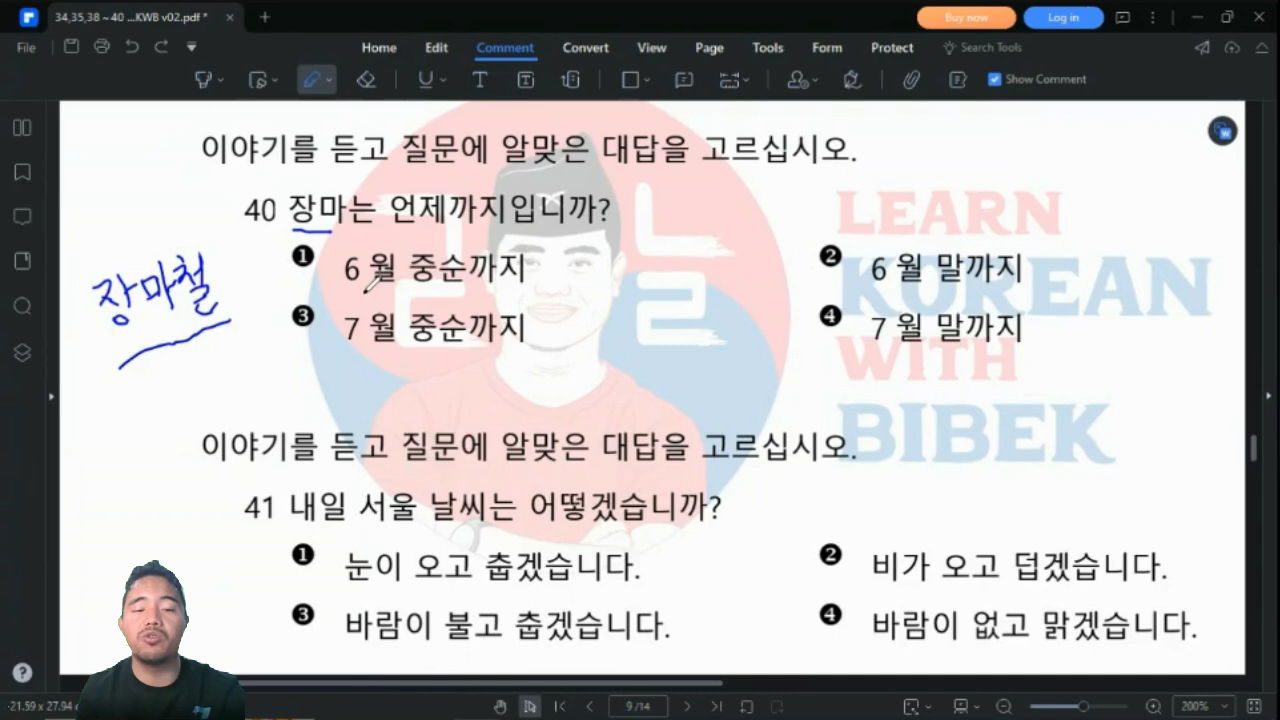 34,35,38 ~ 40 ...KWB v02.pdf *
Buy now
Log in
File
Home
Edit
Comment
Convert
View
Page
Tools
Form
Protect
Search Tools
Show Comment
이야기를 듣고 질문에 알맞은 대답을 고르십시오.
40 장마는 언제까지입니까?
❶ 6 월 중순까지
❷ 6 월 말까지
❸ 7 월 중순까지
❹ 7 월 말까지
장마철
LEARN
KOREAN
WITH
BIBEK
이야기를 듣고 질문에 알맞은 대답을 고르십시오.
41 내일 서울 날씨는 어떻겠습니까?
❶ 눈이 오고 춥겠습니다.
❷ 비가 오고 덥겠습니다.
❸ 바람이 불고 춥겠습니다.
❹ 바람이 없고 맑겠습니다.
21.59 x 27.94
9 /14
200%